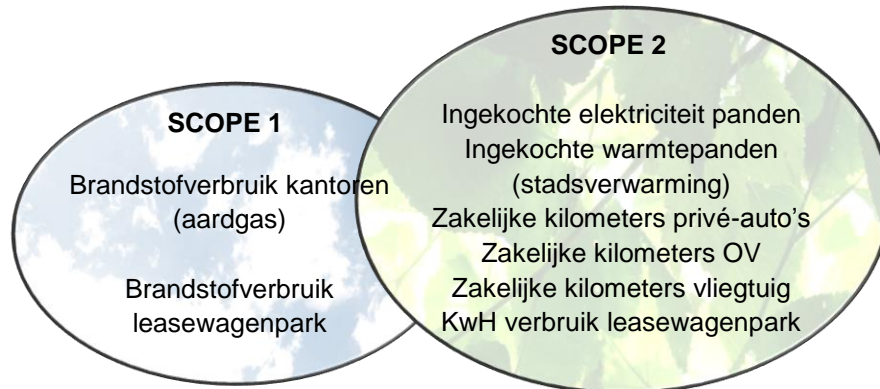 SCOPE 1
Brandstofverbruik kantoren
(aardgas)
Brandstofverbruik
leasewagenpark
SCOPE 2
Ingekochte elektriciteit panden
Ingekochte warmtepanden
(stadsverwarming)
Zakelijke kilometers privé-auto's
Zakelijke kilometers OV
Zakelijke kilometers vliegtuig
KwH verbruik leasewagenpark